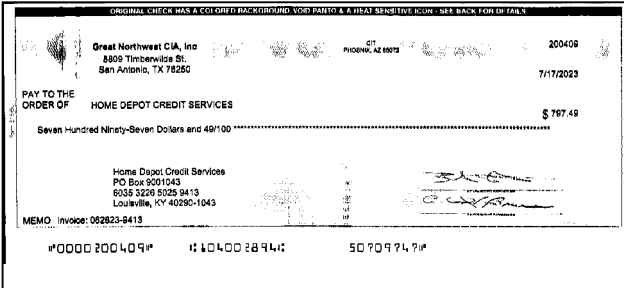 ORIGINAL CHECK HAS A COLORED BACKGROUND, VOID PANTO & A HEAT SENSITIVE ICON - SEE BACK FOR DETAILS
Great Northwest CIA, Inc
8809 Timberwilde St.
San Antonio, TX 78250
CIT
PHOENIX, AZ 85072
200409
7/17/2023
PAY TO THE
ORDER OF HOME DEPOT CREDIT SERVICES
$ 797.49
Seven Hundred Ninety-Seven Dollars and 49/100
Home Depot Credit Services
PO Box 9001043
6035 3226 5025 9413
Louisville, KY 40290-1043
MEMO Invoice: 062823-9413
⑈0000200409⑈ ⑆104002894⑆ 50709747⑈